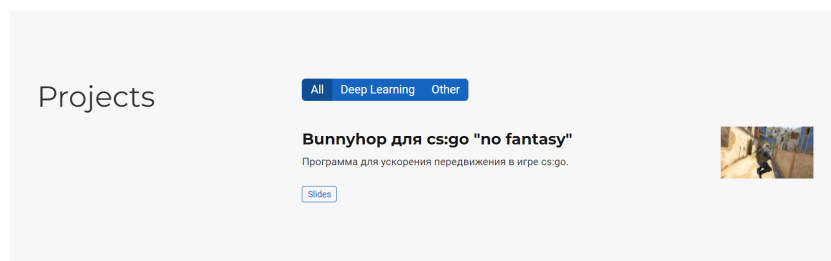 Projects
All Deep Learning Other
Bunnyhop для cs:go "no fantasy"
Программа для ускорения передвижения в игре cs:go.
Slides